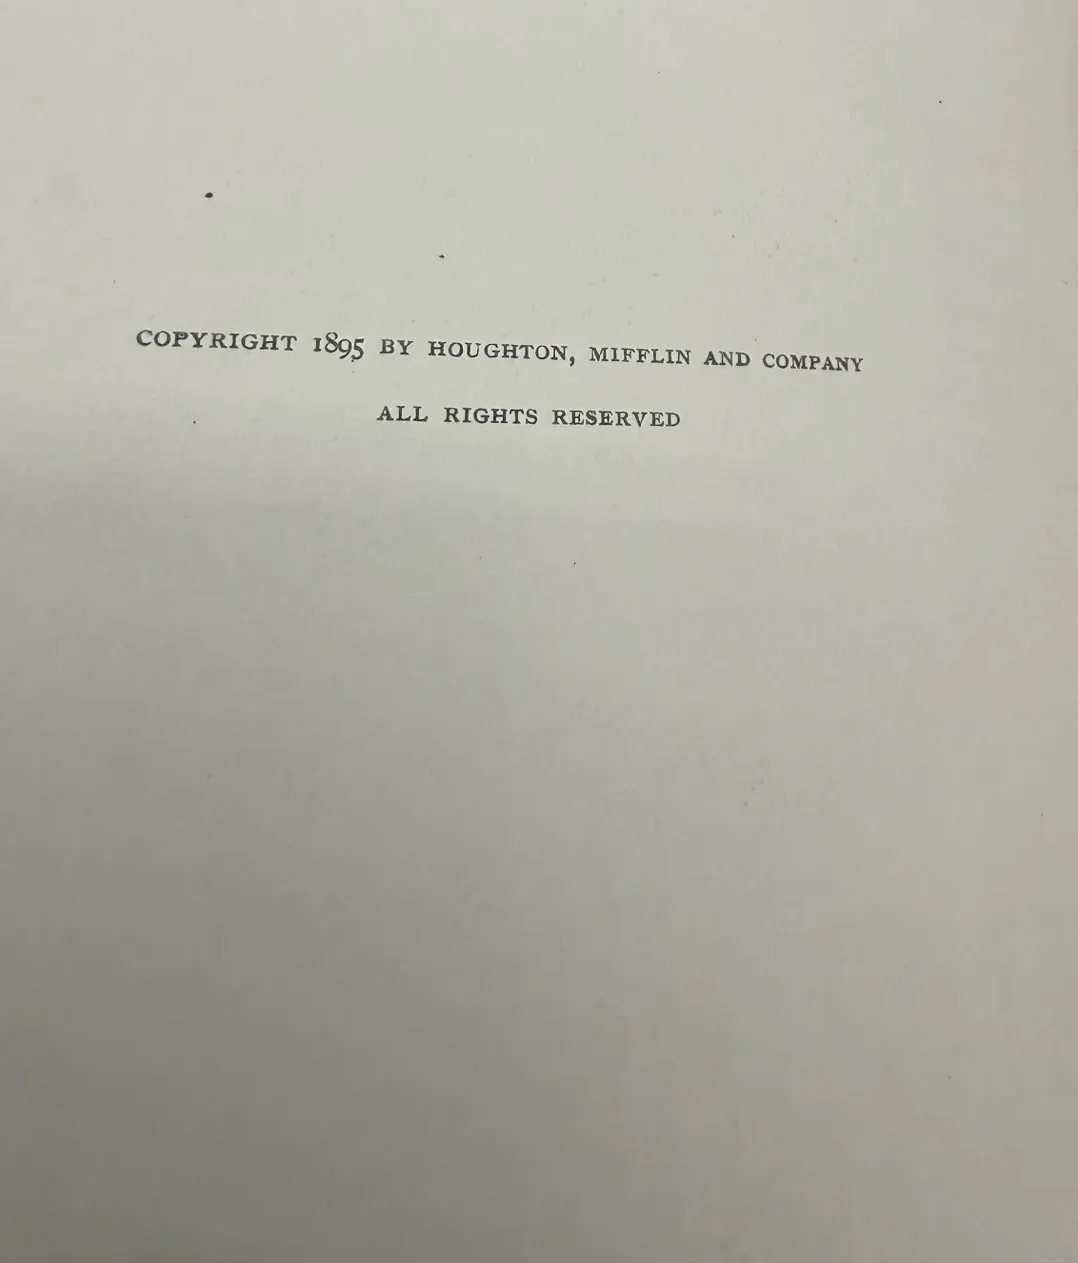 COPYRIGHT 1895 BY HOUGHTON, MIFFLIN AND COMPANY
ALL RIGHTS RESERVED